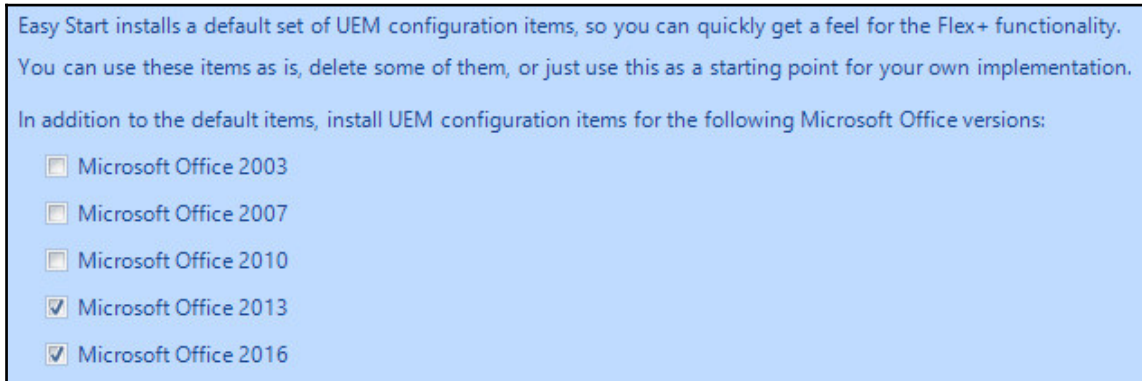 Easy Start installs a default set of UEM configuration items, so you can quickly get a feel for the Flex+ functionality.
You can use these items as is, delete some of them, or just use this as a starting point for your own implementation.
In addition to the default items, install UEM configuration items for the following Microsoft Office versions:
Microsoft Office 2003
Microsoft Office 2007
Microsoft Office 2010
Microsoft Office 2013
Microsoft Office 2016